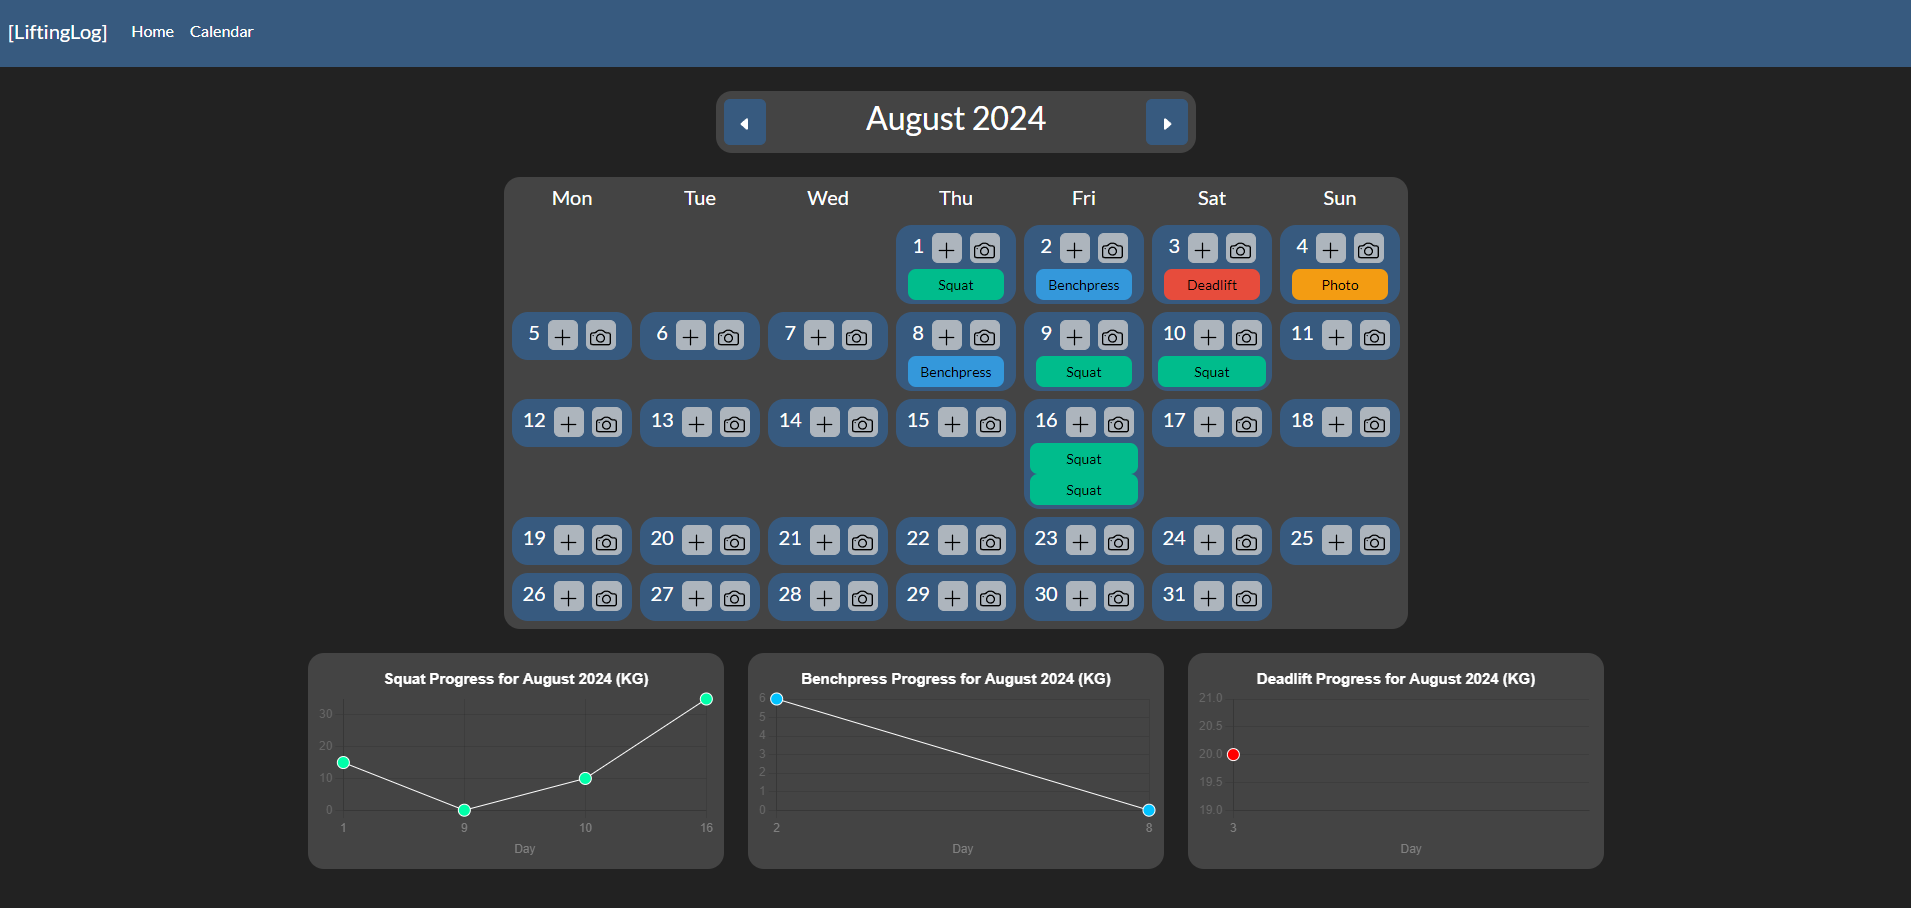 [LiftingLog] Home Calendar
August 2024
Mon Tue Wed Thu Fri Sat Sun
1 2 3 4
Squat Benchpress Deadlift Photo
5 6 7 8 9 10 11
Benchpress Squat Squat
12 13 14 15 16 17 18
Squat
Squat
19 20 21 22 23 24 25
26 27 28 29 30 31
Squat Progress for August 2024 (KG)
30
20
10
0
1 9 10 16
Day
Benchpress Progress for August 2024 (KG)
6
5
4
3
2
1
0
2 8
Day
Deadlift Progress for August 2024 (KG)
21.0
20.5
20.0
19.5
19.0
3
Day